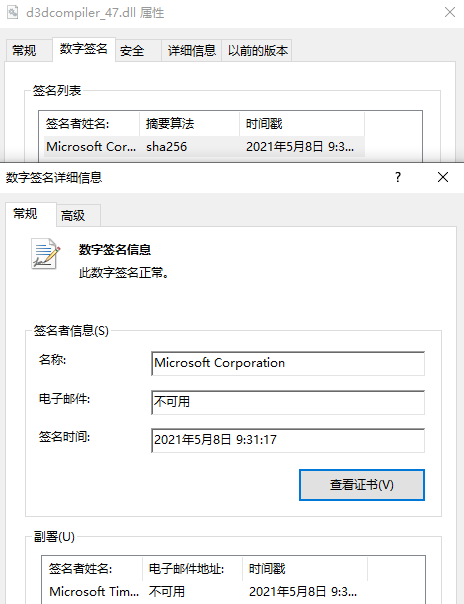 d3dcompiler_47.dll 属性
常规 数字签名 安全 详细信息 以前的版本
签名列表
签名者姓名: 摘要算法 时间戳
Microsoft Cor... sha256 2021年5月8日 9:3...
数字签名详细信息 ?
常规 高级
数字签名信息
此数字签名正常。
签名者信息(S)
名称: Microsoft Corporation
电子邮件: 不可用
签名时间: 2021年5月8日 9:31:17
查看证书(V)
副署(U)
签名者姓名: 电子邮件地址: 时间戳
Microsoft Tim... 不可用 2021年5月8日 9:3...